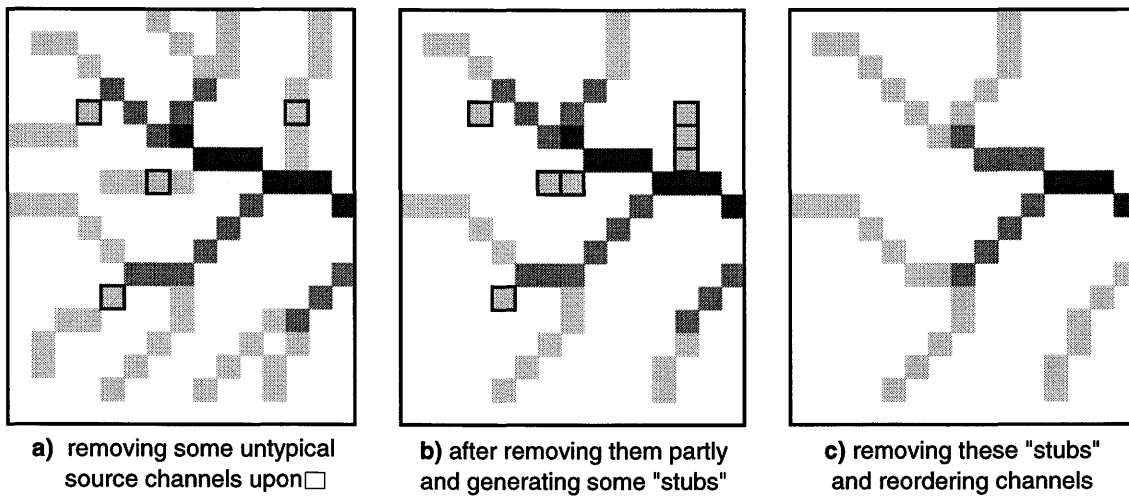 a) removing some untypical
source channels upon□
b) after removing them partly
and generating some "stubs"
c) removing these "stubs"
and reordering channels